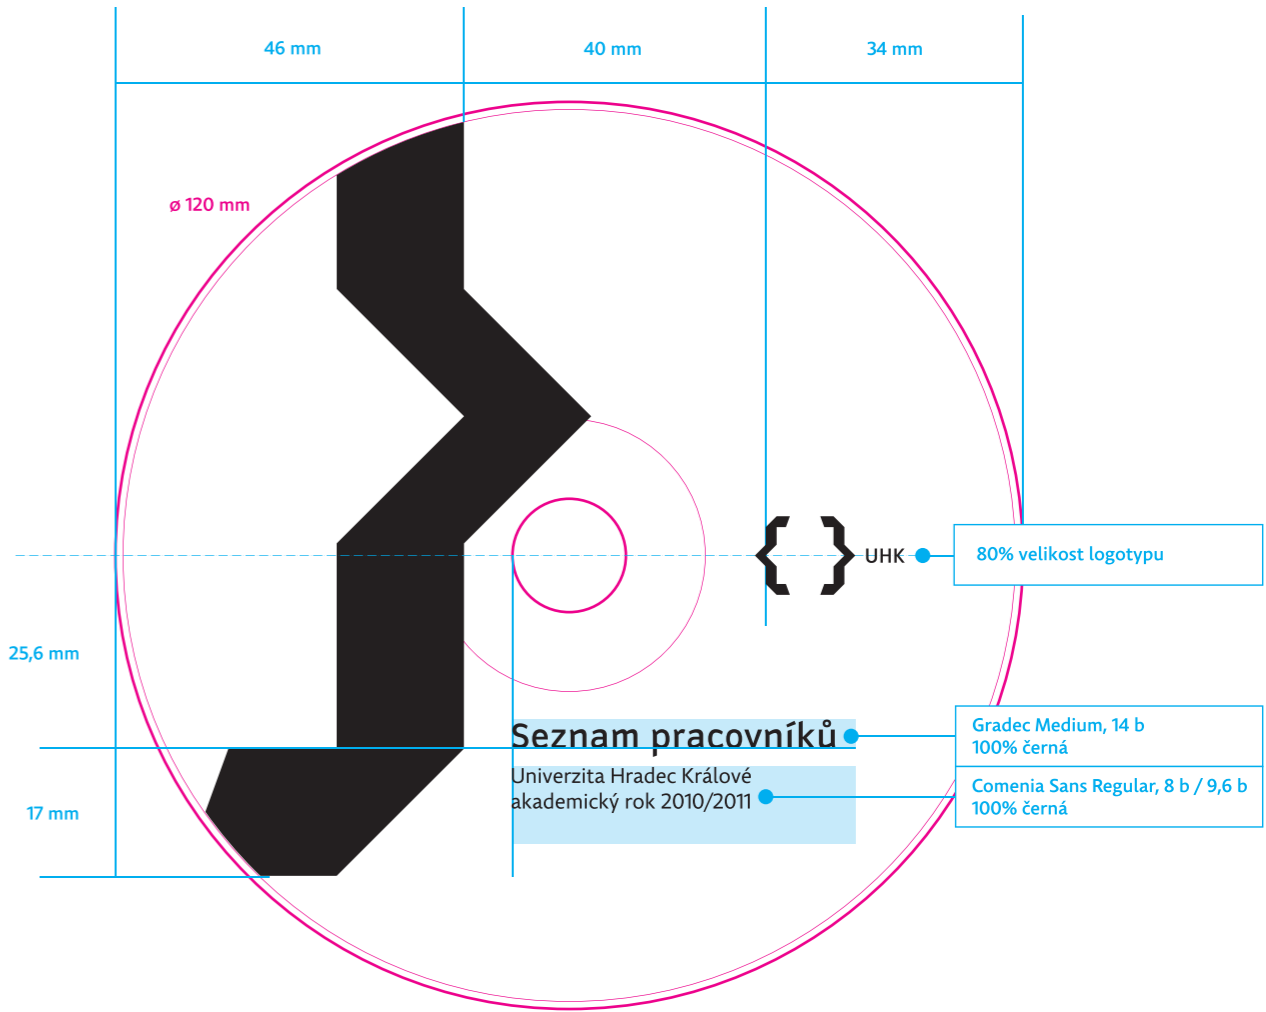 46 mm
40 mm
34 mm
ø 120 mm
UHK
80% velikost logotypu
25,6 mm
Seznam pracovníků
Gradec Medium, 14 b
100% černá
Univerzita Hradec Králové
akademický rok 2010/2011
Comenia Sans Regular, 8 b / 9,6 b
100% černá
17 mm